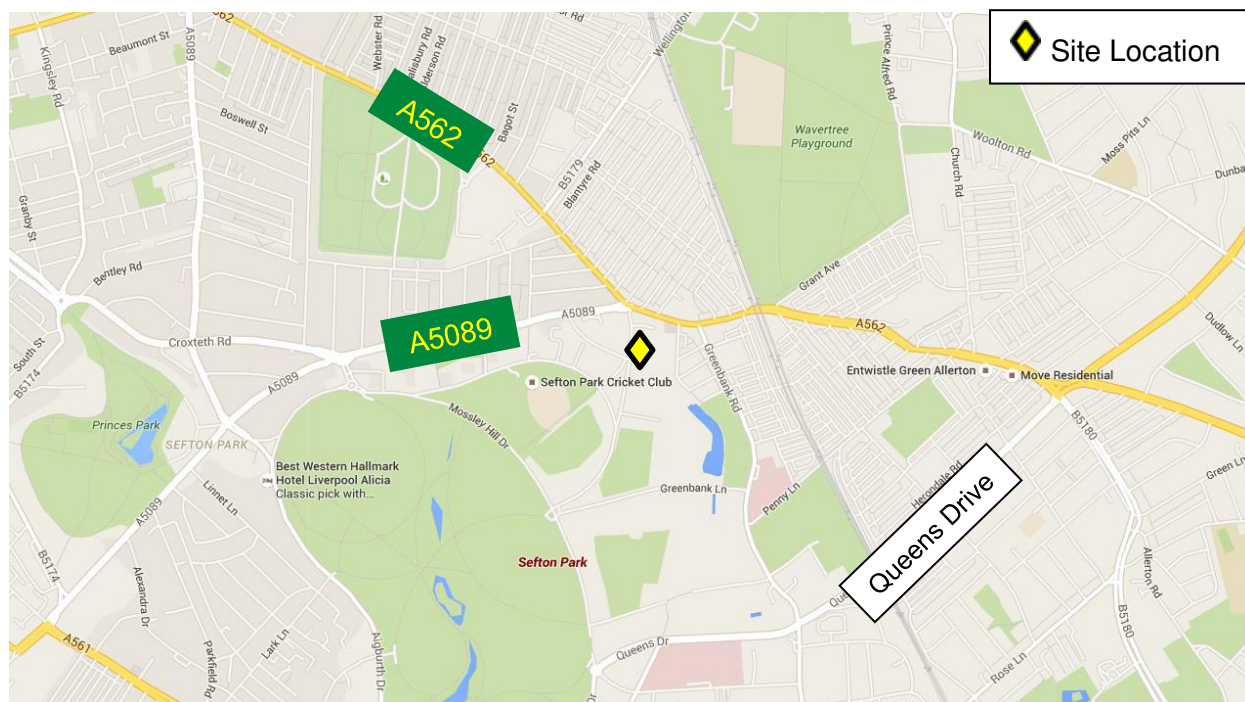 Site Location
A562
A5089
Queens Drive
Kingsley Rd
Beaumont St
A5089
Webster Rd
Salisbury Rd
Wellington
Boswell St
Bagot St
B5179
Blantyre Rd
Wavertree
Playground
Prince Alfred Rd
Church Rd
Woolton Rd
Moss Pits Ln
Granby St
Bentley Rd
Grant Ave
A5089
A562
Dudlow Ln
South St
B5174
Croxteth Rd
A5089
Greenbank Rd
Sefton Park Cricket Club
Entwistle Green Allerton
Move Residential
Mossley Hill Dr
Princes Park
SEFTON PARK
B5180
Best Western Hallmark
Hotel Liverpool Alicia
Classic pick with...
Linnet Ln
A5089
Greenbank Ln
Penny Ln
Herondale Rd
Green Ln
Sefton Park
B5174
Alexandra Dr
Allerton Rd
A561
Parkfield Rd
Lark Ln
Aigburth Dr
Queens Dr
B5180
Rose Ln